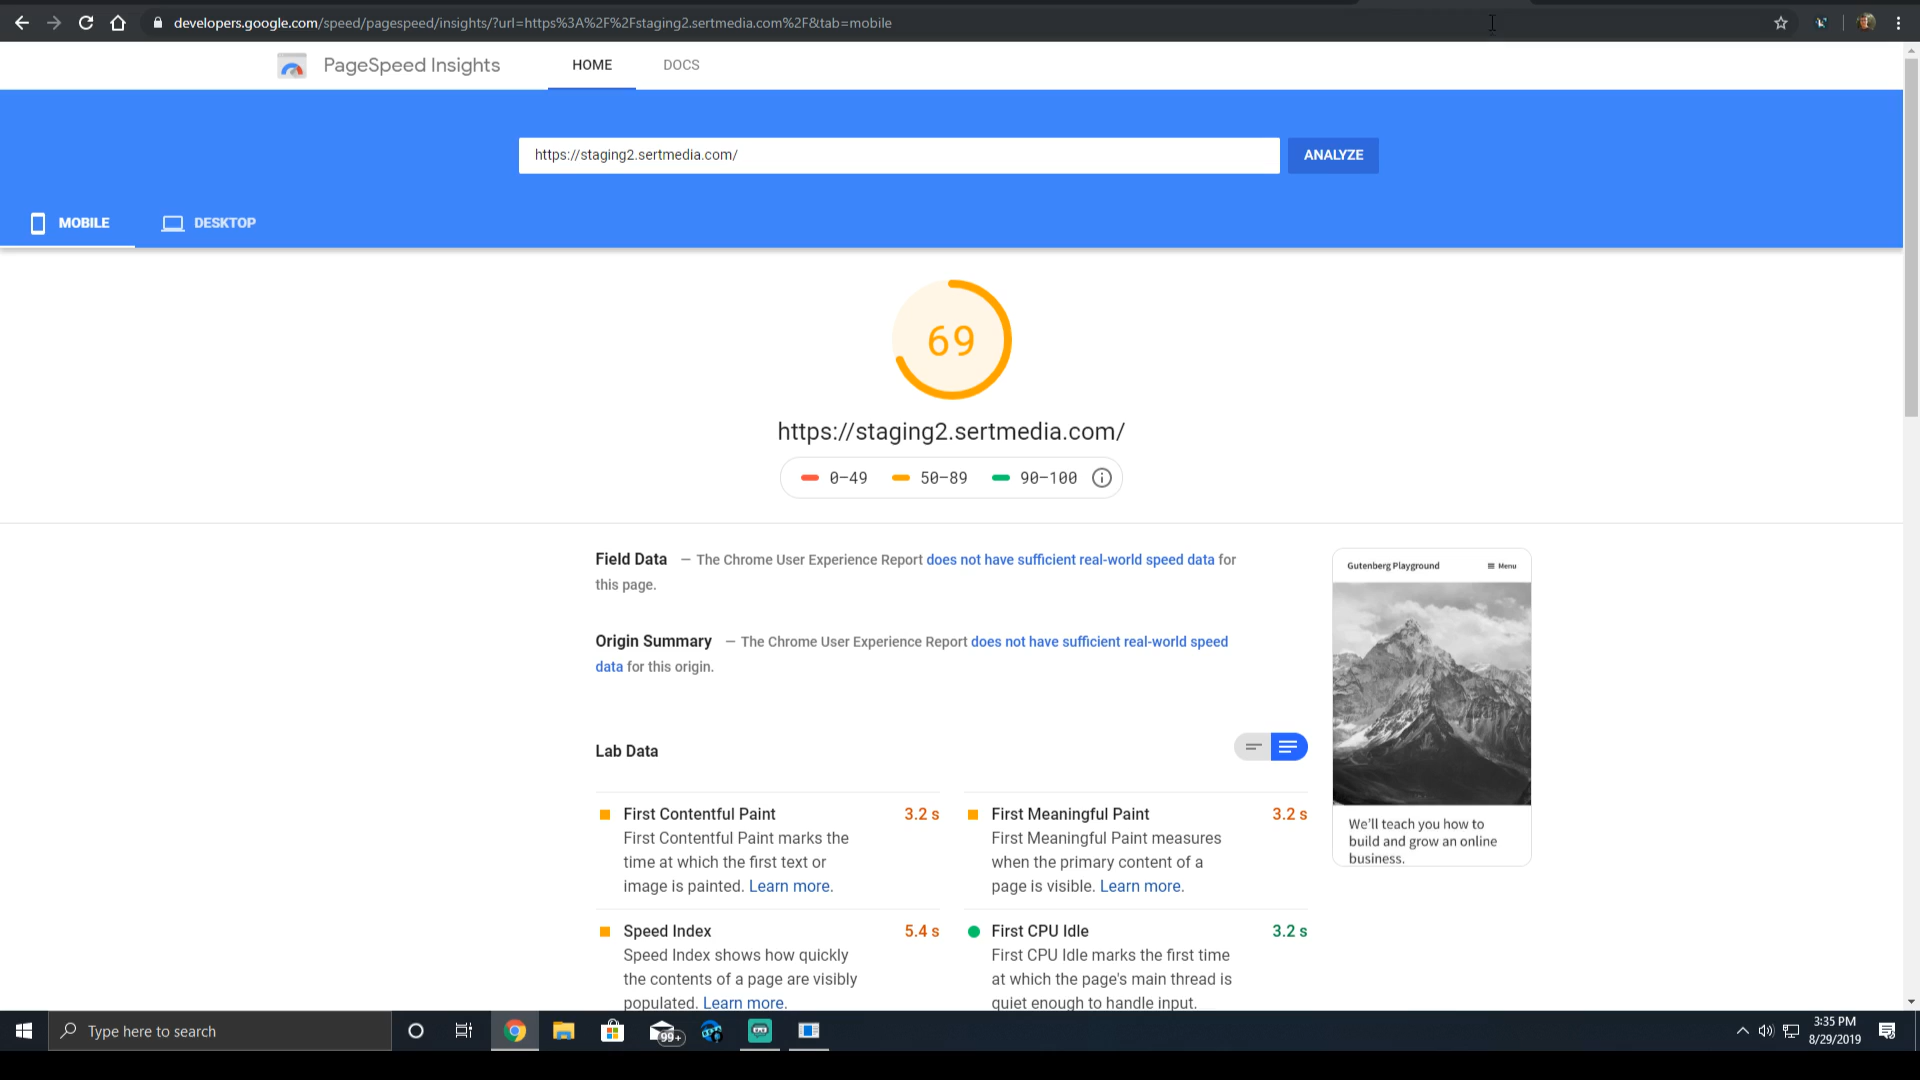 developers.google.com/speed/pagespeed/insights/?url=https%3A%2F%2Fstaging2.sertmedia.com%2F&tab=mobile
PageSpeed Insights
HOME
DOCS
https://staging2.sertmedia.com/
ANALYZE
MOBILE
DESKTOP
69
https://staging2.sertmedia.com/
0–49
50–89
90–100
Field Data — The Chrome User Experience Report does not have sufficient real-world speed data for
this page.
Origin Summary — The Chrome User Experience Report does not have sufficient real-world speed
data for this origin.
Gutenberg Playground
Menu
We'll teach you how to
build and grow an online
business.
Lab Data
First Contentful Paint 3.2 s
First Contentful Paint marks the
time at which the first text or
image is painted. Learn more.
First Meaningful Paint 3.2 s
First Meaningful Paint measures
when the primary content of a
page is visible. Learn more.
Speed Index 5.4 s
Speed Index shows how quickly
the contents of a page are visibly
populated. Learn more.
First CPU Idle 3.2 s
First CPU Idle marks the first time
at which the page's main thread is
quiet enough to handle input.
Type here to search
99+
3:35 PM
8/29/2019